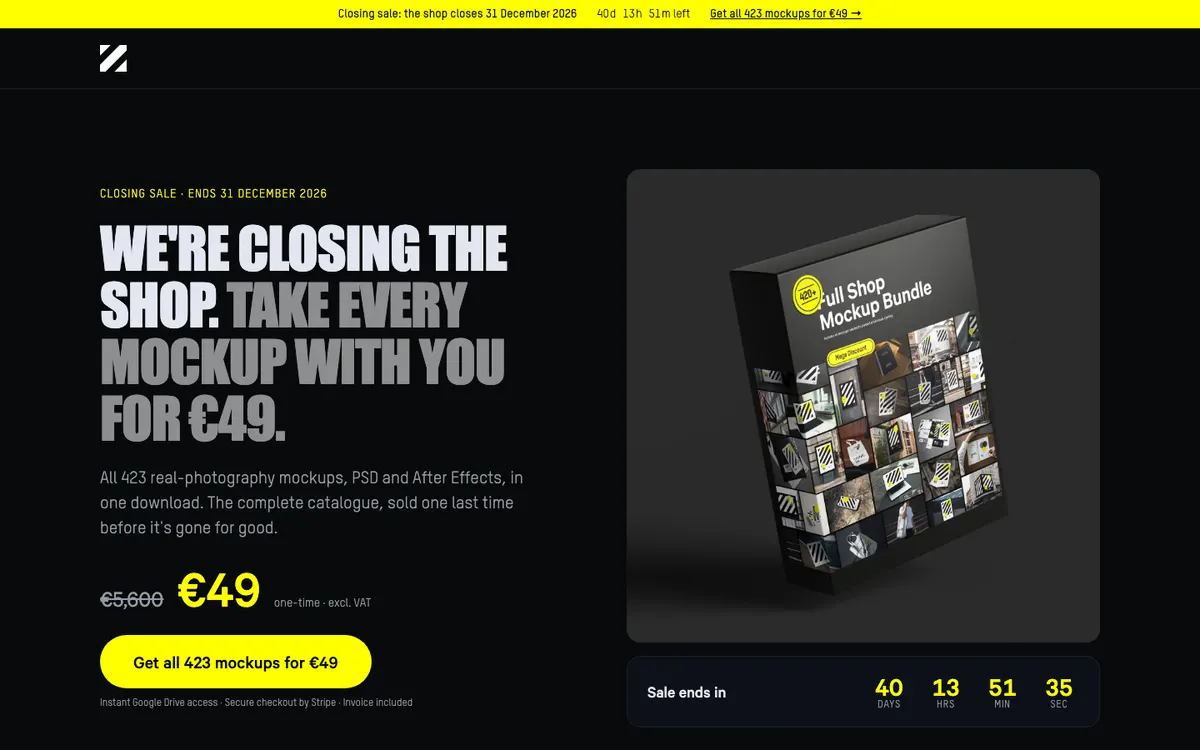 Closing sale: the shop closes 31 December 2026 40d 13h 51m left Get all 423 mockups for €49 →
CLOSING SALE · ENDS 31 DECEMBER 2026
WE'RE CLOSING THE
SHOP. TAKE EVERY
MOCKUP WITH YOU
FOR €49.
All 423 real-photography mockups, PSD and After Effects, in
one download. The complete catalogue, sold one last time
before it's gone for good.
€5,600 €49 one-time · excl. VAT
Get all 423 mockups for €49
Instant Google Drive access · Secure checkout by Stripe · Invoice included
420+
Full Shop
Mockup Bundle
Mega Discount
Sale ends in
40 13 51 35
DAYS HRS MIN SEC